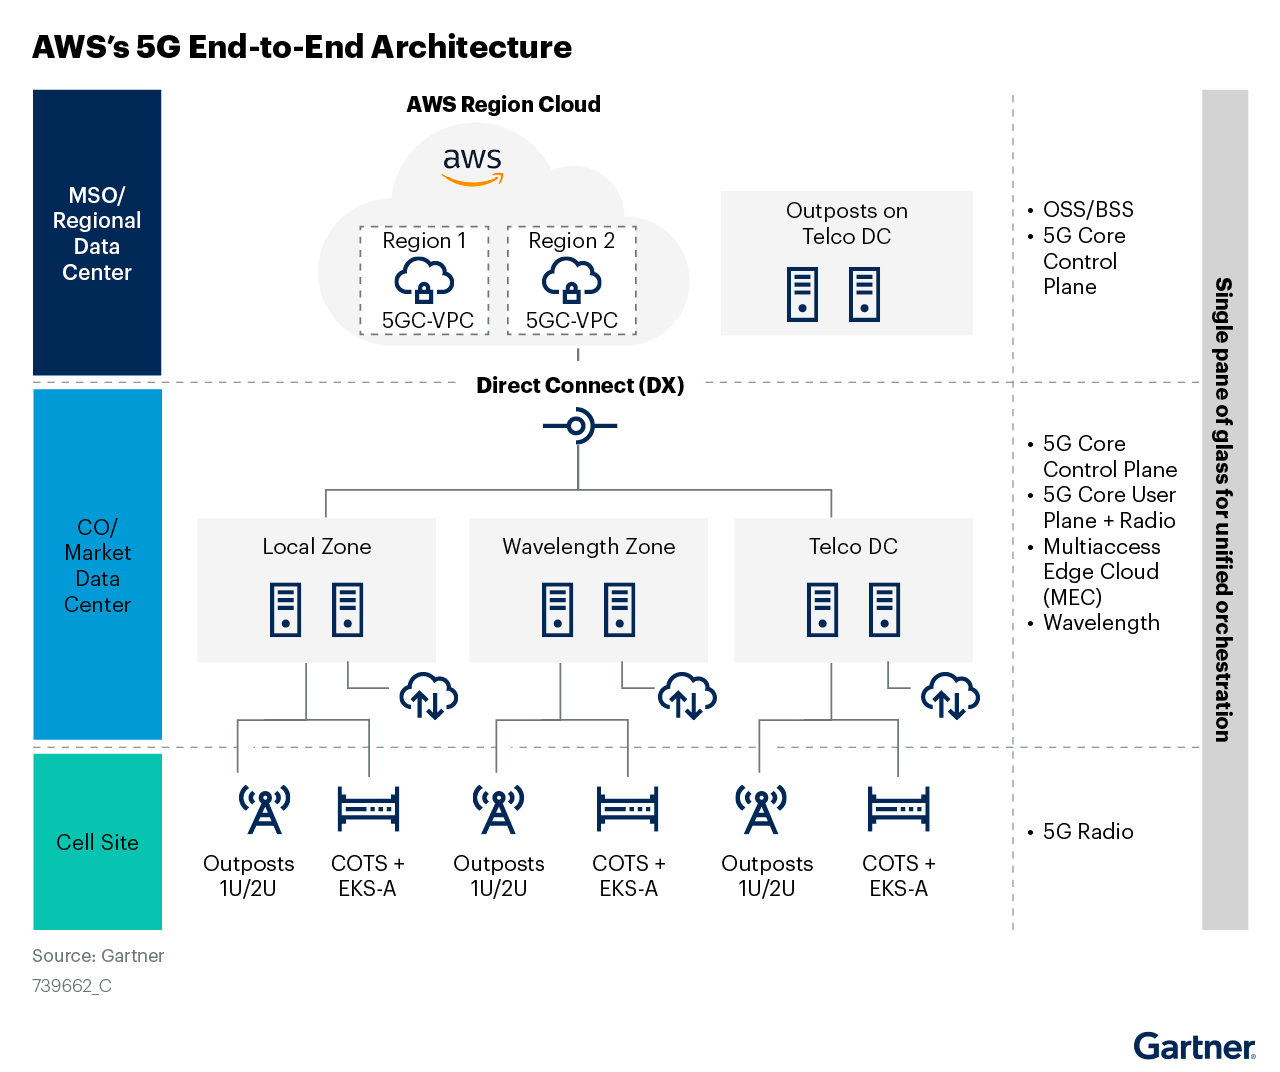 AWS’s 5G End-to-End Architecture
MSO/
Regional
Data
Center
AWS Region Cloud
aws
Region 1
5GC-VPC
Region 2
5GC-VPC
Outposts on
Telco DC
• OSS/BSS
• 5G Core
Control
Plane
Direct Connect (DX)
CO/
Market
Data
Center
Local Zone
Wavelength Zone
Telco DC
• 5G Core
Control Plane
• 5G Core User
Plane + Radio
• Multiaccess
Edge Cloud
(MEC)
• Wavelength
Cell Site
Outposts
1U/2U
COTS +
EKS-A
Outposts
1U/2U
COTS +
EKS-A
Outposts
1U/2U
COTS +
EKS-A
• 5G Radio
Single pane of glass for unified orchestration
Source: Gartner
739662_C
Gartner®